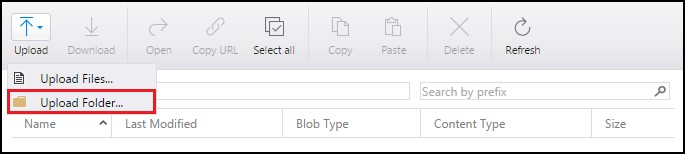 Upload Download Open Copy URL Select all Copy Paste Delete Refresh
Upload Files...
Search by prefix
Upload Folder...
Name Last Modified Blob Type Content Type Size